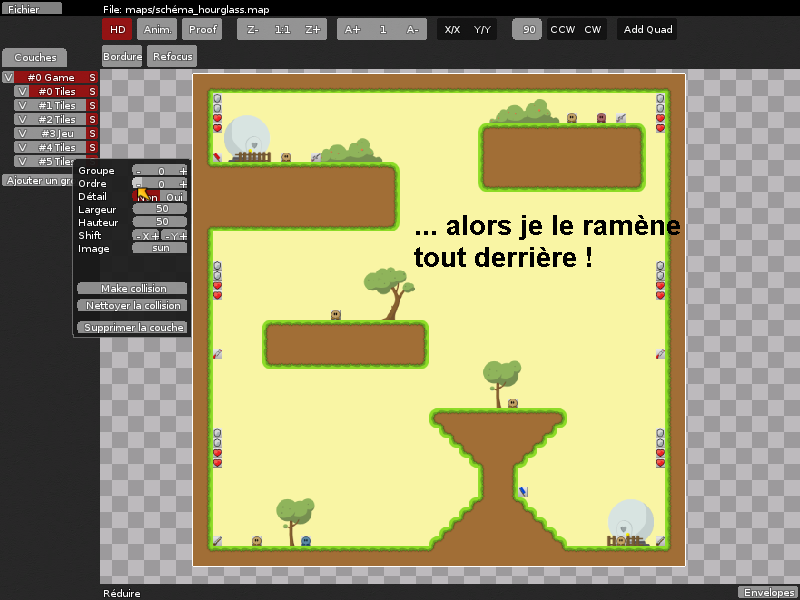 Fichier File: maps/schéma_hourglass.map
HD Anim. Proof Z- 1:1 Z+ A+ 1 A- X/X Y/Y 90 CCW CW Add Quad
Couches Bordure Refocus
V #0 Game S
V #0 Tiles S
V #1 Tiles S
V #2 Tiles S
V #3 Jeu S
V #4 Tiles S
V #5 Tiles
Ajouter un gr
Groupe - 0 +
Ordre - 0 +
Détail Non Oui
Largeur 50
Hauteur 50
Shift -X+ -Y+
Image sun
Make collision
Nettoyer la collision
Supprimer la couche
... alors je le ramène
tout derrière !
Réduire Envelopes